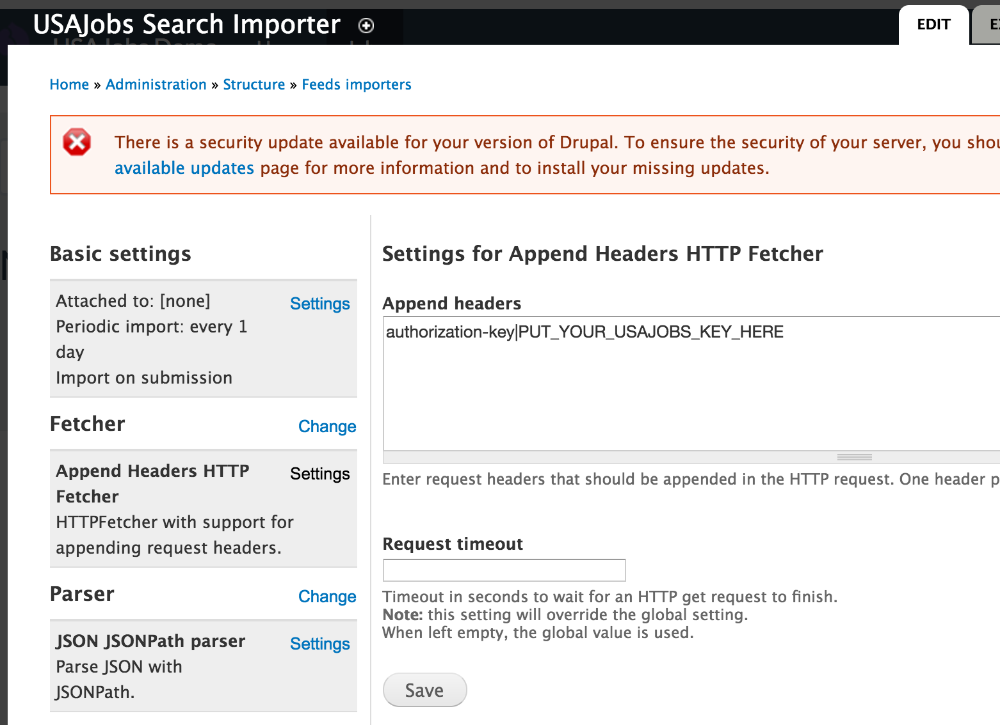 USAJobs Search Importer
EDIT
Home » Administration » Structure » Feeds importers
There is a security update available for your version of Drupal. To ensure the security of your server, you
available updates page for more information and to install your missing updates.
Basic settings
Attached to: [none]
Settings
Periodic import: every 1
day
Import on submission
Fetcher
Change
Append Headers HTTP
Fetcher
Settings
HTTPFetcher with support for
appending request headers.
Parser
Change
JSON JSONPath parser
Settings
Parse JSON with
JSONPath.
Settings for Append Headers HTTP Fetcher
Append headers
authorization-key|PUT_YOUR_USAJOBS_KEY_HERE
Enter request headers that should be appended in the HTTP request. One header
Request timeout
Timeout in seconds to wait for an HTTP get request to finish.
Note: this setting will override the global setting.
When left empty, the global value is used.
Save